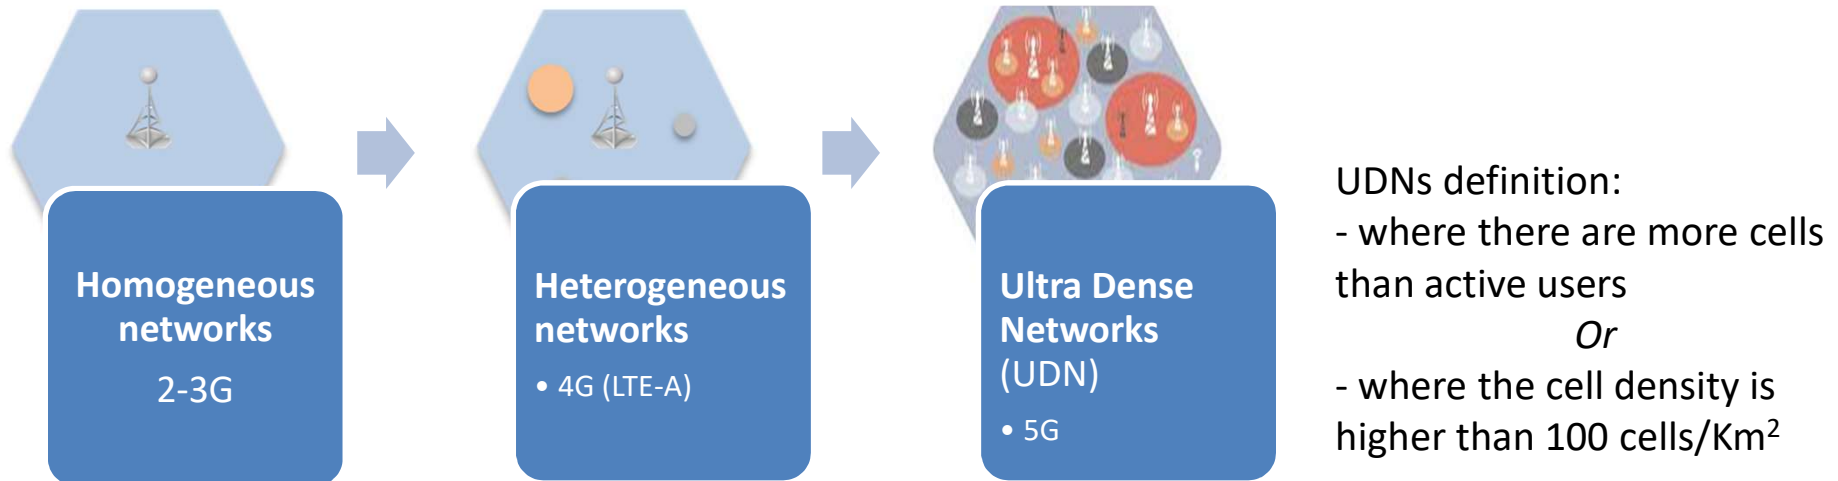 Homogeneous
networks
2-3G
Heterogeneous
networks
• 4G (LTE-A)
Ultra Dense
Networks
(UDN)
• 5G
UDNs definition:
- where there are more cells
than active users
Or
- where the cell density is
higher than 100 cells/Km²